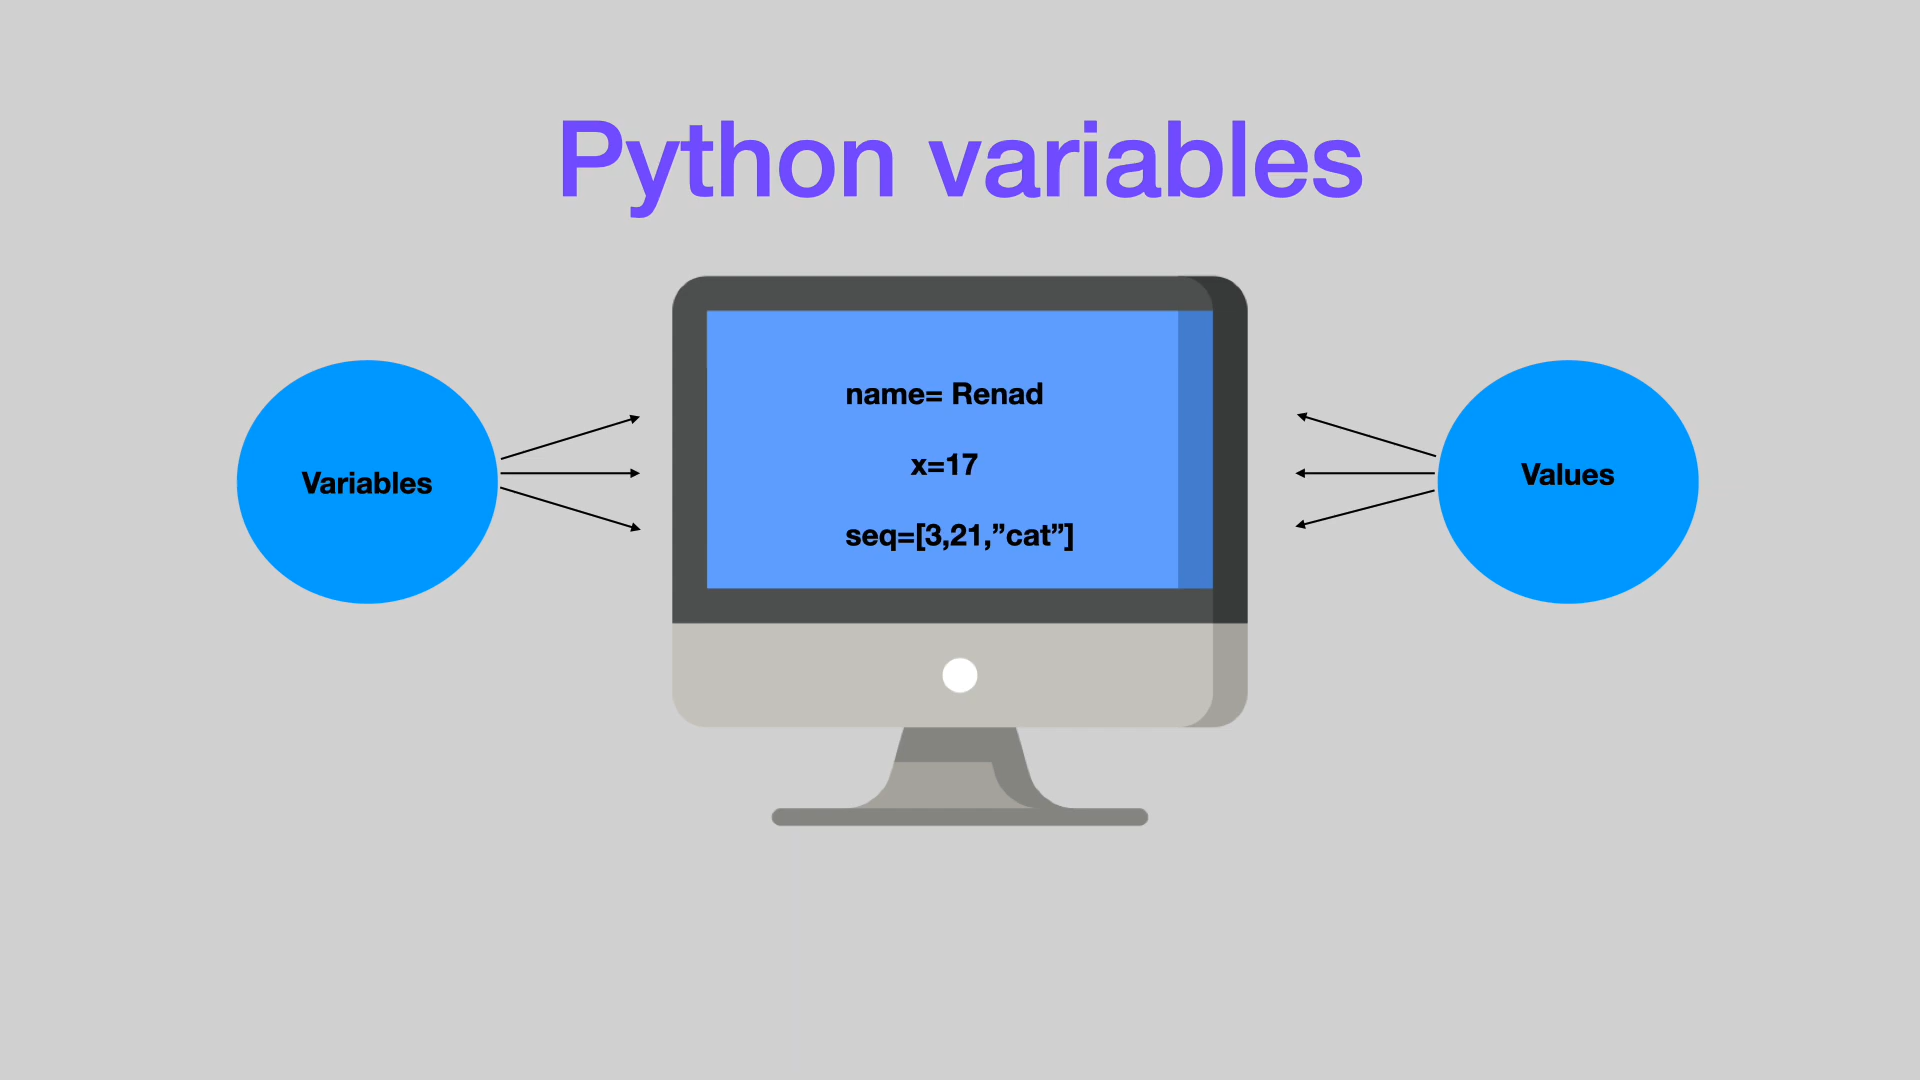 Python variables
name= Renad
x=17
seq=[3,21,”cat”]
Variables
Values